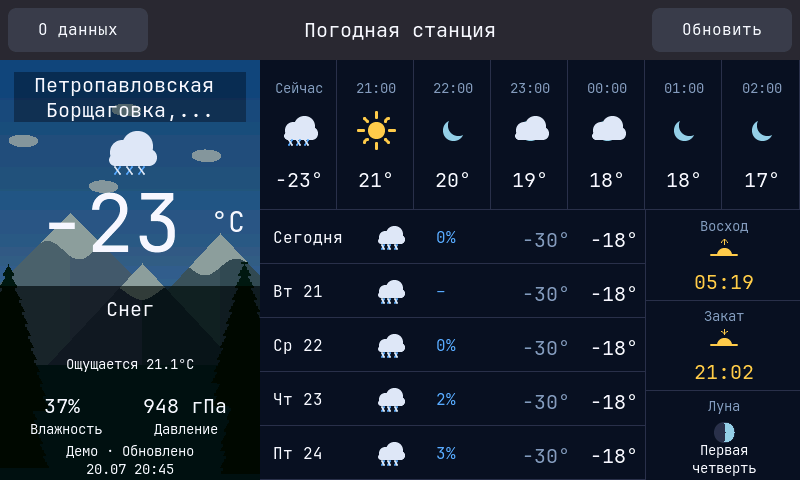 О данных
Погодная станция
Обновить
Петропавловская
Борщаговка,...
-23 °C
Снег
Ощущается 21.1°C
37% 948 гПа
Влажность Давление
Демо · Обновлено
20.07 20:45
Сейчас 21:00 22:00 23:00 00:00 01:00 02:00
-23° 21° 20° 19° 18° 18° 17°
Сегодня 0% -30° -18°
Вт 21 – -30° -18°
Ср 22 0% -30° -18°
Чт 23 2% -30° -18°
Пт 24 3% -30° -18°
Восход
05:19
Закат
21:02
Луна
Первая
четверть